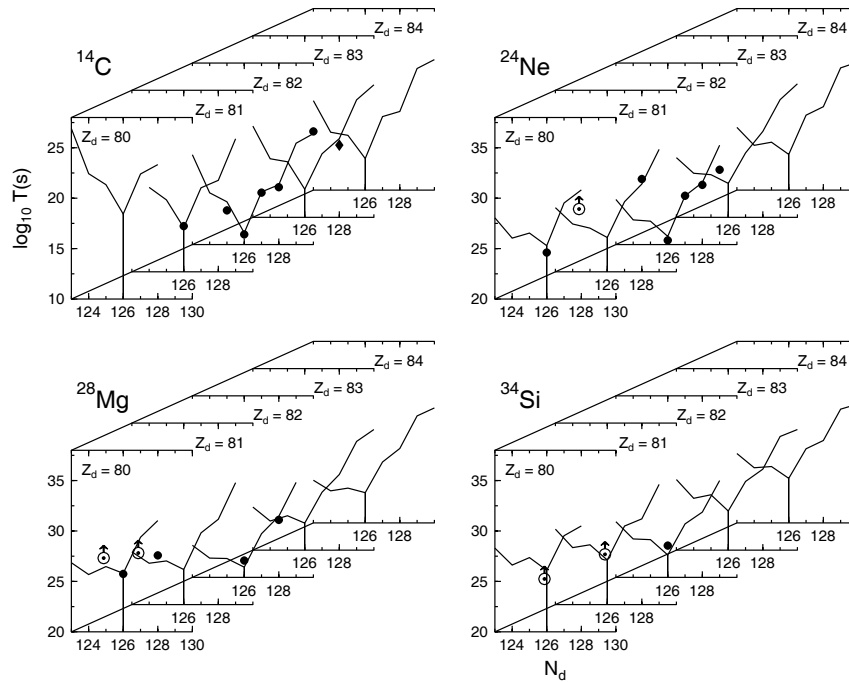 ¹⁴C
Z_d = 84
Z_d = 83
Z_d = 82
Z_d = 81
Z_d = 80
log₁₀ T(s)
25
20
15
10
126 128
126 128
126 128
126 128
124 126 128 130
²⁴Ne
Z_d = 84
Z_d = 83
Z_d = 82
Z_d = 81
Z_d = 80
35
30
25
20
126 128
126 128
126 128
126 128
124 126 128 130
²⁸Mg
Z_d = 84
Z_d = 83
Z_d = 82
Z_d = 81
Z_d = 80
35
30
25
20
126 128
126 128
126 128
126 128
124 126 128 130
³⁴Si
Z_d = 84
Z_d = 83
Z_d = 82
Z_d = 81
Z_d = 80
35
30
25
20
126 128
126 128
126 128
126 128
124 126 128 130
N_d